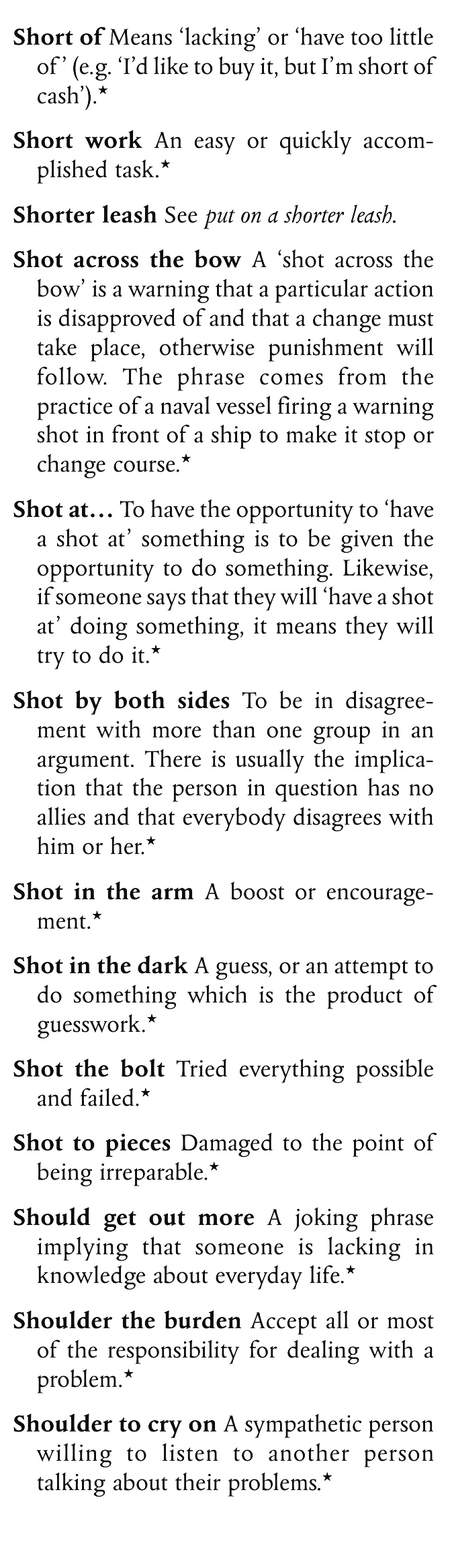 Short of Means ‘lacking’ or ‘have too little
of’ (e.g. ‘I’d like to buy it, but I’m short of
cash’).★
Short work An easy or quickly accom-
plished task.★
Shorter leash See put on a shorter leash.
Shot across the bow A ‘shot across the
bow’ is a warning that a particular action
is disapproved of and that a change must
take place, otherwise punishment will
follow. The phrase comes from the
practice of a naval vessel firing a warning
shot in front of a ship to make it stop or
change course.★
Shot at… To have the opportunity to ‘have
a shot at’ something is to be given the
opportunity to do something. Likewise,
if someone says that they will ‘have a shot
at’ doing something, it means they will
try to do it.★
Shot by both sides To be in disagree-
ment with more than one group in an
argument. There is usually the implica-
tion that the person in question has no
allies and that everybody disagrees with
him or her.★
Shot in the arm A boost or encourage-
ment.★
Shot in the dark A guess, or an attempt to
do something which is the product of
guesswork.★
Shot the bolt Tried everything possible
and failed.★
Shot to pieces Damaged to the point of
being irreparable.★
Should get out more A joking phrase
implying that someone is lacking in
knowledge about everyday life.★
Shoulder the burden Accept all or most
of the responsibility for dealing with a
problem.★
Shoulder to cry on A sympathetic person
willing to listen to another person
talking about their problems.★